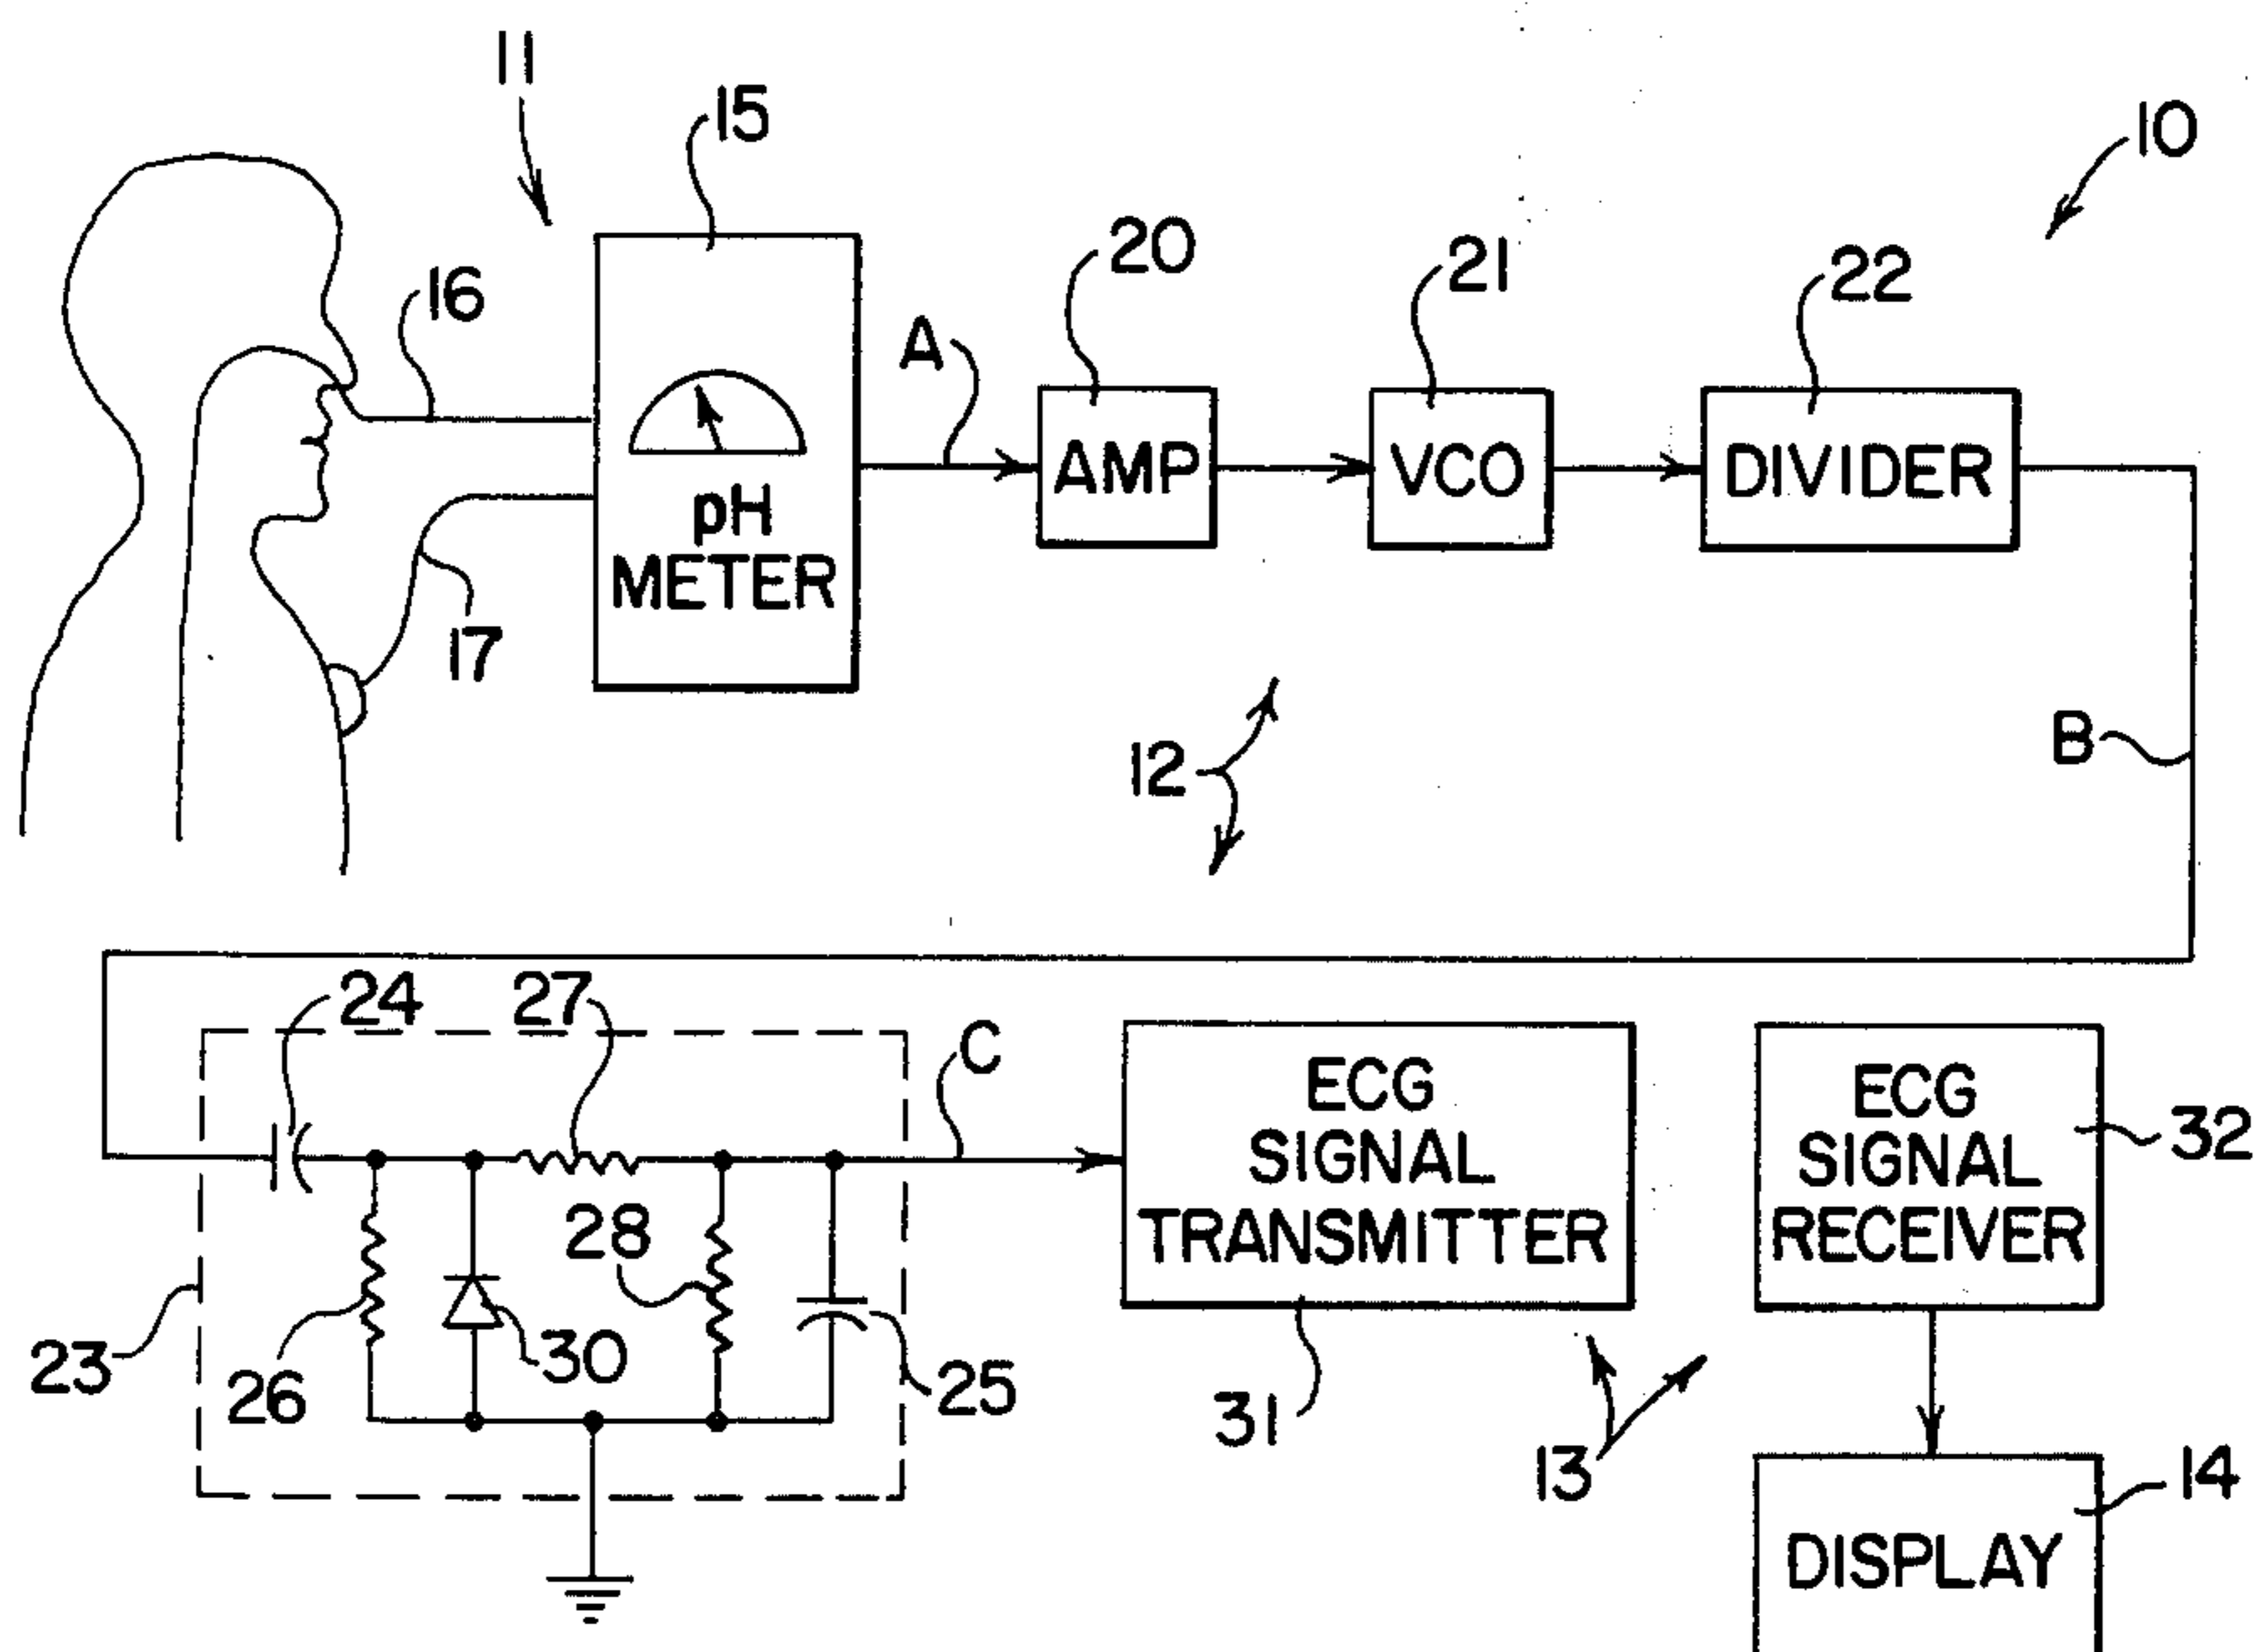 11
15
10
16
20
21
22
A
pH
METER
AMP
VCO
DIVIDER
17
12
B
24
27
C
ECG
SIGNAL
TRANSMITTER
ECG
SIGNAL
RECEIVER
32
28
23
26
30
25
31
13
14
DISPLAY